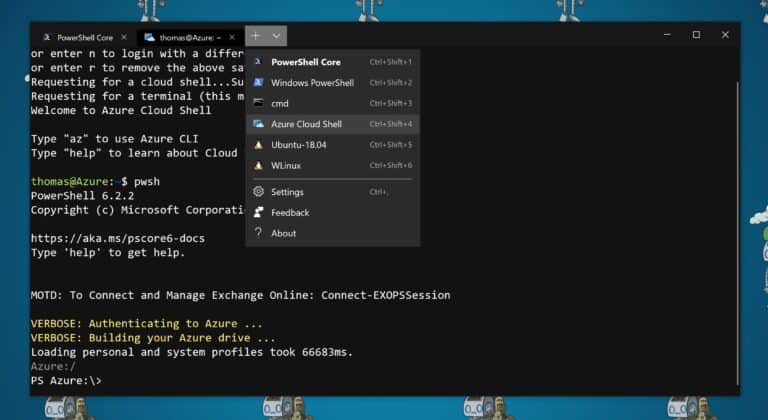 PowerShell Core
thomas@Azure: ~
PowerShell Core Ctrl+Shift+1
Windows PowerShell Ctrl+Shift+2
cmd Ctrl+Shift+3
Azure Cloud Shell Ctrl+Shift+4
Ubuntu-18.04 Ctrl+Shift+5
WLinux Ctrl+Shift+6
Settings Ctrl+,
Feedback
About
or enter n to login with a differ
or enter r to remove the above sa
Requesting for a cloud shell...Su
Requesting for a terminal (this m
Welcome to Azure Cloud Shell
Type "az" to use Azure CLI
Type "help" to learn about Cloud
thomas@Azure:~$ pwsh
PowerShell 6.2.2
Copyright (c) Microsoft Corporati
https://aka.ms/pscore6-docs
Type 'help' to get help.
MOTD: To Connect and Manage Exchange Online: Connect-EXOPSSession
VERBOSE: Authenticating to Azure ...
VERBOSE: Building your Azure drive ...
Loading personal and system profiles took 66683ms.
Azure:/
PS Azure:\>